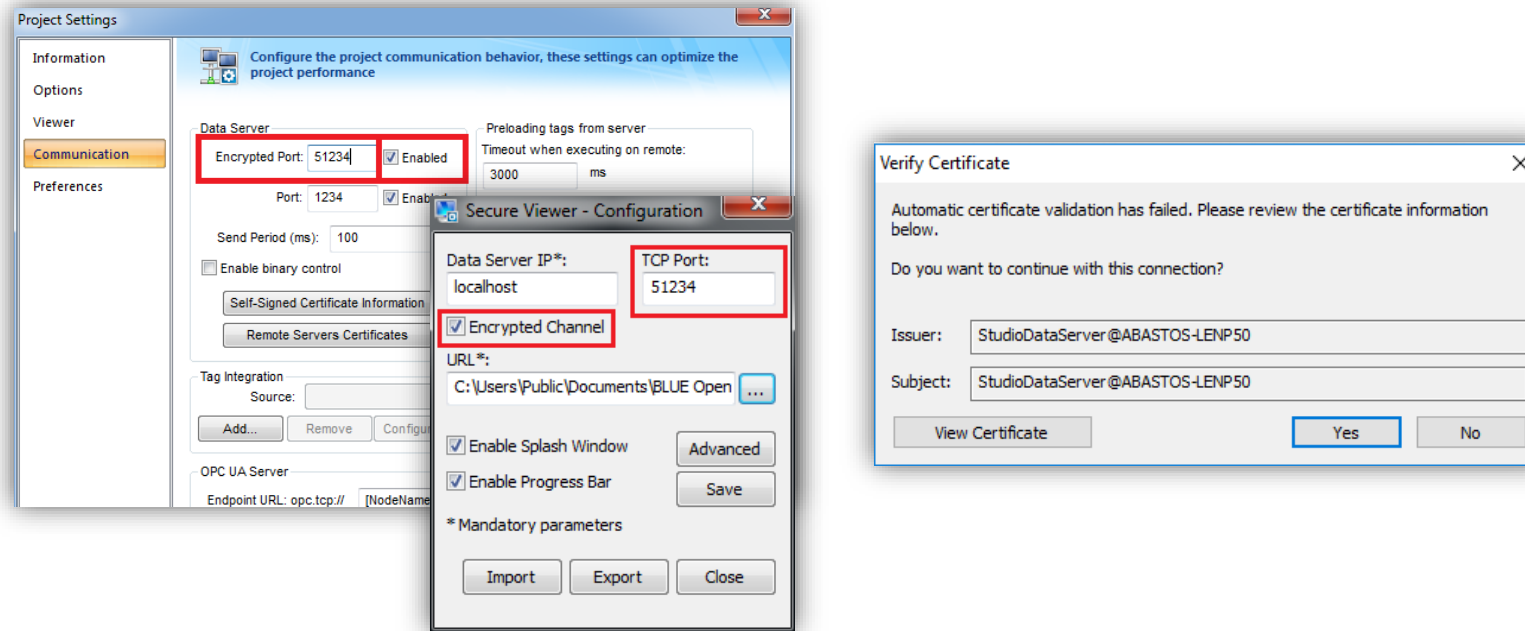 Project Settings
Information
Options
Viewer
Communication
Preferences
Configure the project communication behavior, these settings can optimize the
project performance
Data Server
Encrypted Port: 51234 Enabled
Port: 1234
Send Period (ms): 100
Enable binary control
Self-Signed Certificate Information
Remote Servers Certificates
Preloading tags from server
Timeout when executing on remote:
3000 ms
Tag Integration
Source:
Add... Remove
OPC UA Server
Endpoint URL: opc.tcp:// [NodeName
Secure Viewer - Configuration
Data Server IP*: TCP Port:
localhost 51234
Encrypted Channel
URL*:
C:\Users\Public\Documents\BLUE Open ...
Enable Splash Window Advanced
Enable Progress Bar Save
* Mandatory parameters
Import Export Close
Verify Certificate
Automatic certificate validation has failed. Please review the certificate information
below.
Do you want to continue with this connection?
Issuer: StudioDataServer@ABASTOS-LENP50
Subject: StudioDataServer@ABASTOS-LENP50
View Certificate Yes No